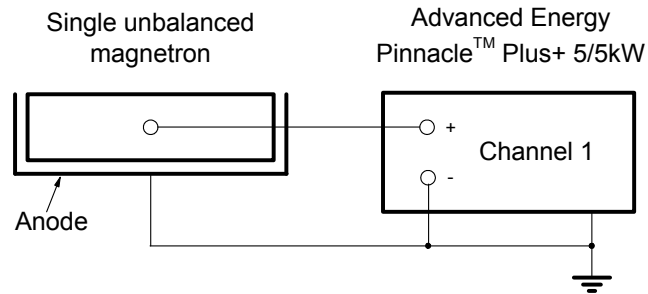 Single unbalanced
magnetron
Advanced Energy
Pinnacle™ Plus+ 5/5kW
+
Channel 1
-
Anode